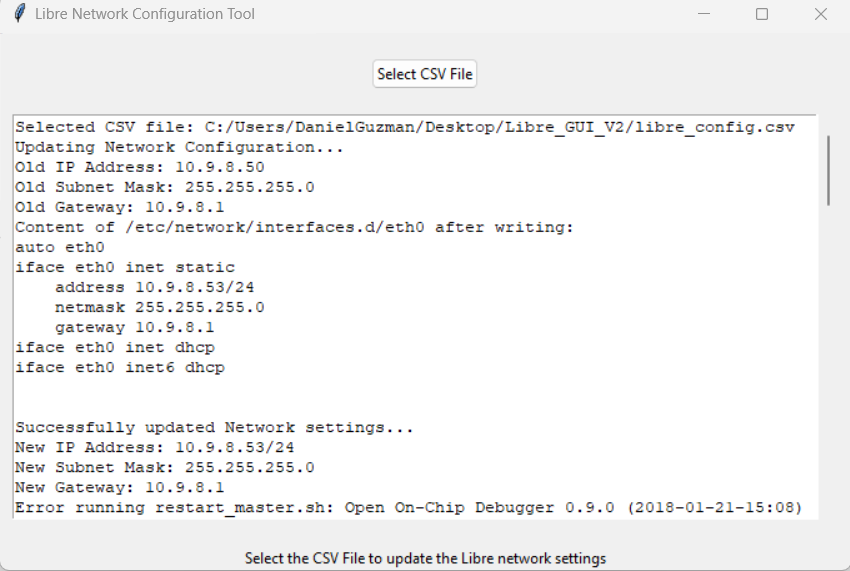 Libre Network Configuration Tool
Select CSV File
Selected CSV file: C:/Users/DanielGuzman/Desktop/Libre_GUI_V2/libre_config.csv
Updating Network Configuration...
Old IP Address: 10.9.8.50
Old Subnet Mask: 255.255.255.0
Old Gateway: 10.9.8.1
Content of /etc/network/interfaces.d/eth0 after writing:
auto eth0
iface eth0 inet static
    address 10.9.8.53/24
    netmask 255.255.255.0
    gateway 10.9.8.1
iface eth0 inet dhcp
iface eth0 inet6 dhcp
Successfully updated Network settings...
New IP Address: 10.9.8.53/24
New Subnet Mask: 255.255.255.0
New Gateway: 10.9.8.1
Error running restart_master.sh: Open On-Chip Debugger 0.9.0 (2018-01-21-15:08)
Select the CSV File to update the Libre network settings